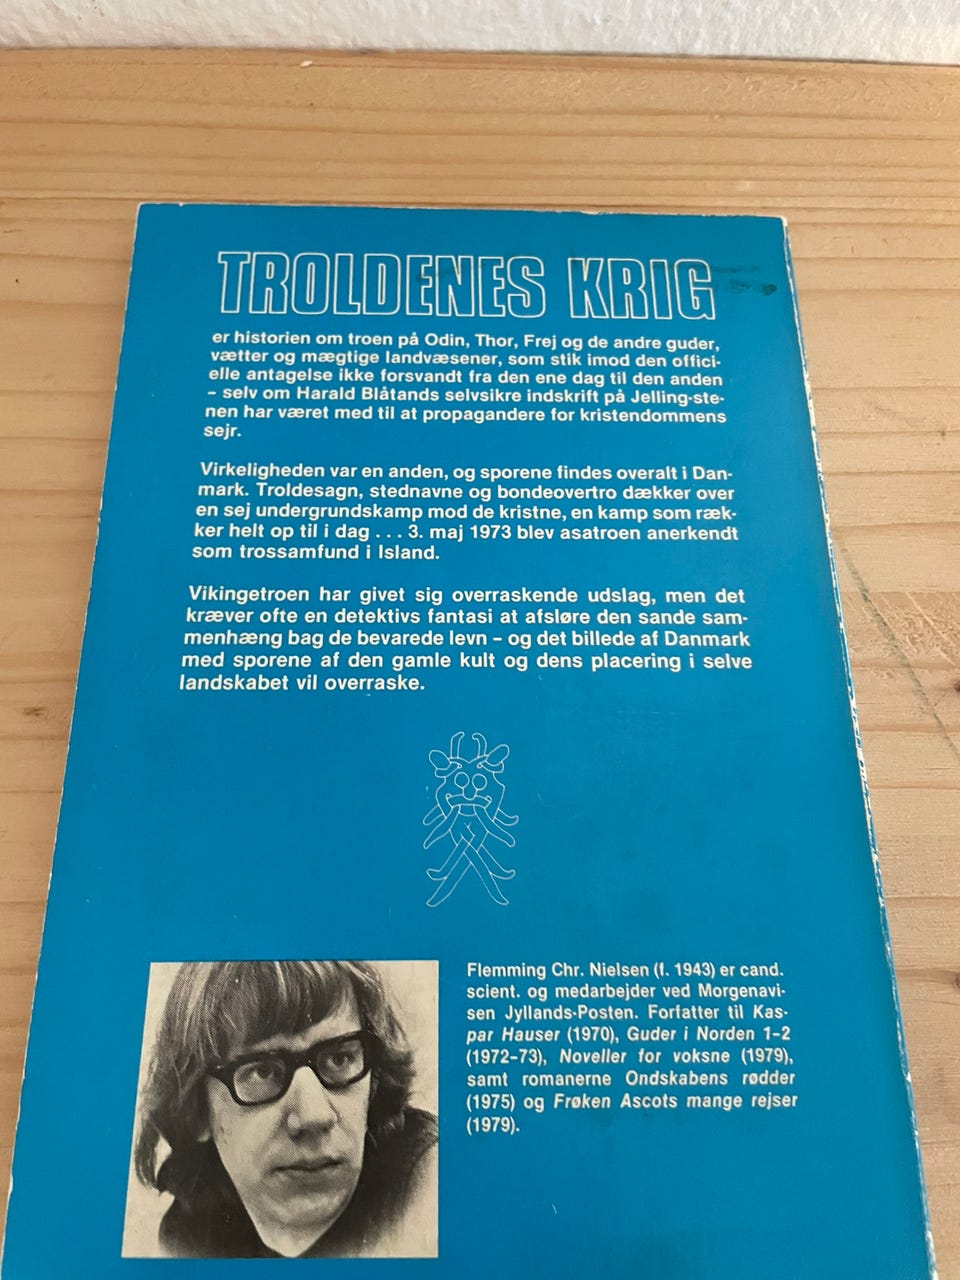 TROLDENES KRIG
er historien om troen på Odin, Thor, Frej og de andre guder,
vætter og mægtige landvæsener, som stik imod den offici-
elle antagelse ikke forsvandt fra den ene dag til den anden
– selv om Harald Blåtands selvsikre indskrift på Jelling-ste-
nen har været med til at propagandere for kristendommens
sejr.
Virkeligheden var en anden, og sporene findes overalt i Dan-
mark. Troldesagn, stednavne og bondeovertro dækker over
en sej undergrundskamp mod de kristne, en kamp som ræk-
ker helt op til i dag . . . 3. maj 1973 blev asatroen anerkendt
som trossamfund i Island.
Vikingetroen har givet sig overraskende udslag, men det
kræver ofte en detektivs fantasi at afsløre den sande sam-
menhæng bag de bevarede levn – og det billede af Danmark
med sporene af den gamle kult og dens placering i selve
landskabet vil overraske.
Flemming Chr. Nielsen (f. 1943) er cand.
scient. og medarbejder ved Morgenavi-
sen Jyllands-Posten. Forfatter til Kas-
par Hauser (1970), Guder i Norden 1–2
(1972–73), Noveller for voksne (1979),
samt romanerne Ondskabens rødder
(1975) og Frøken Ascots mange rejser
(1979).